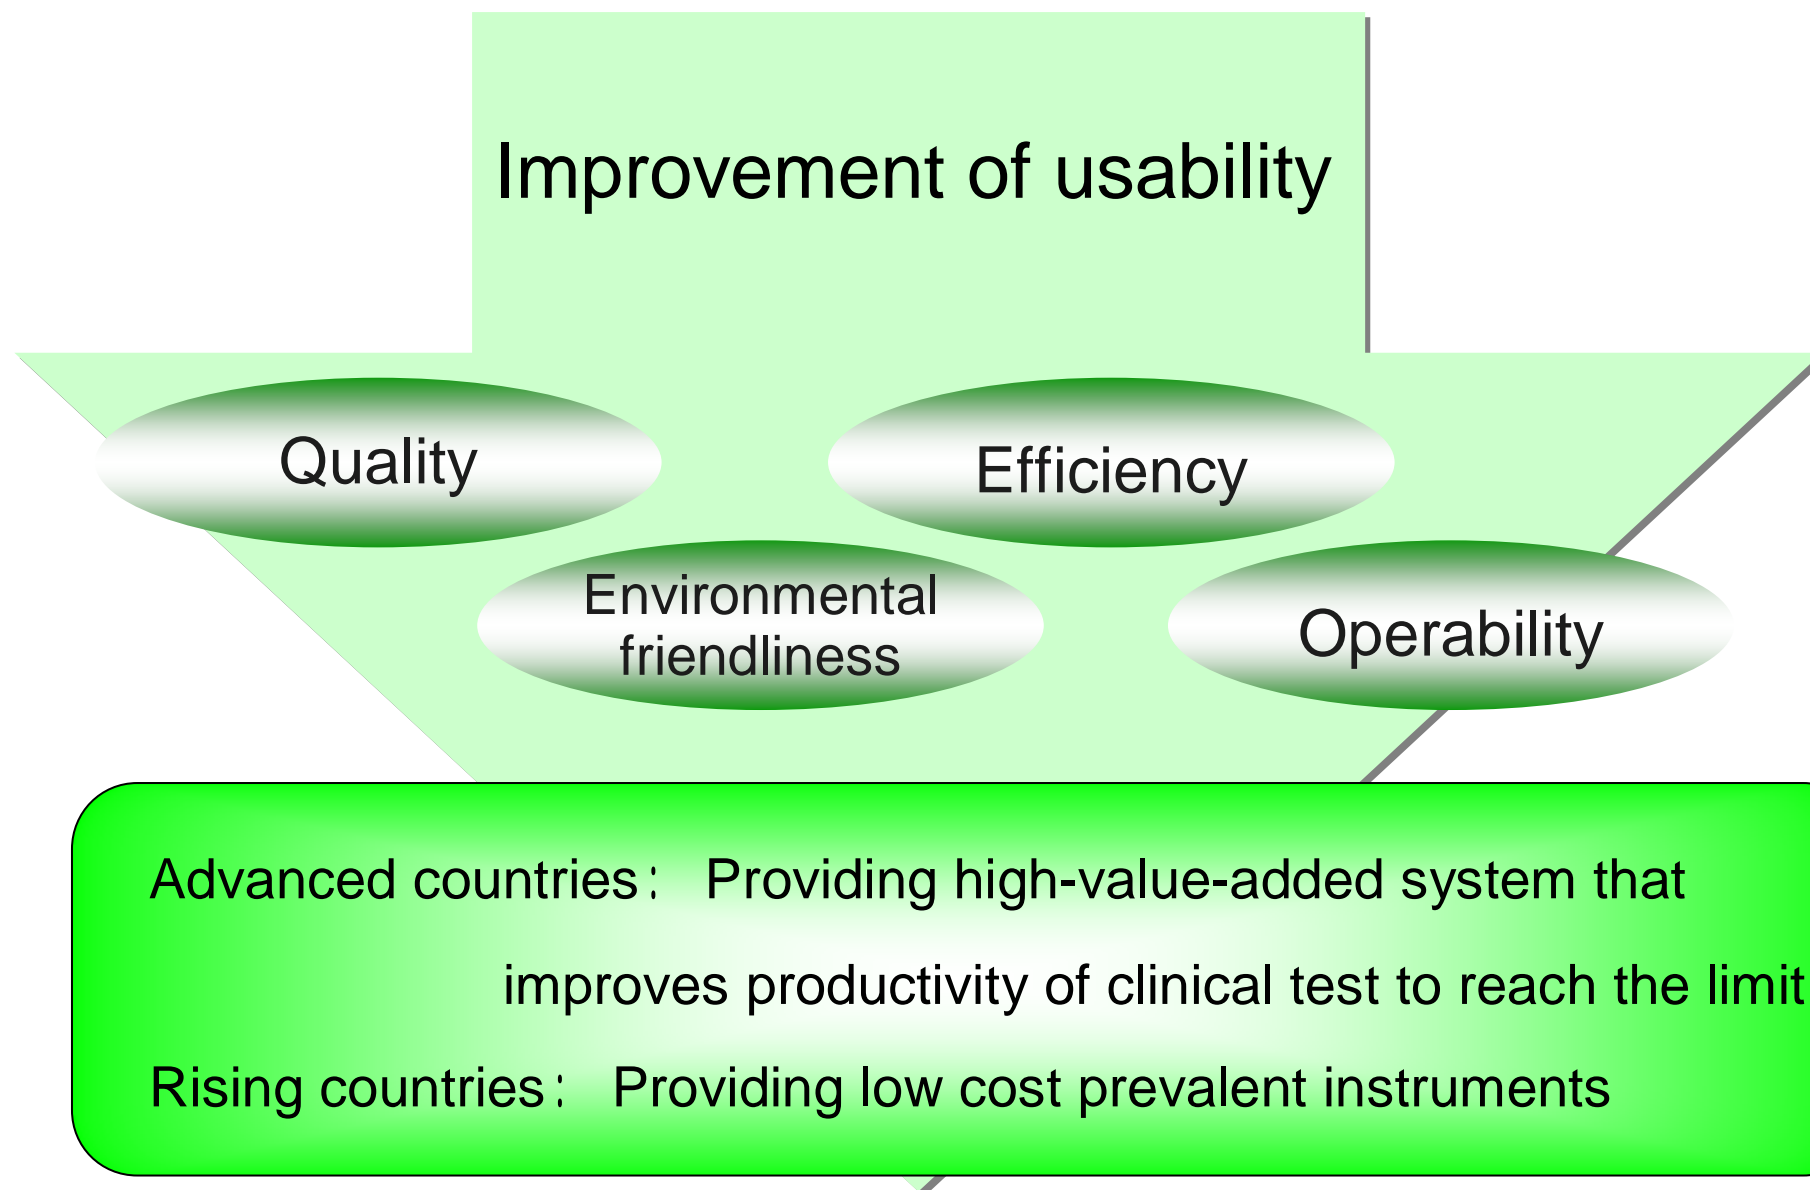 Improvement of usability
Quality
Efficiency
Environmental
friendliness
Operability
Advanced countries： Providing high-value-added system that
improves productivity of clinical test to reach the limit
Rising countries： Providing low cost prevalent instruments